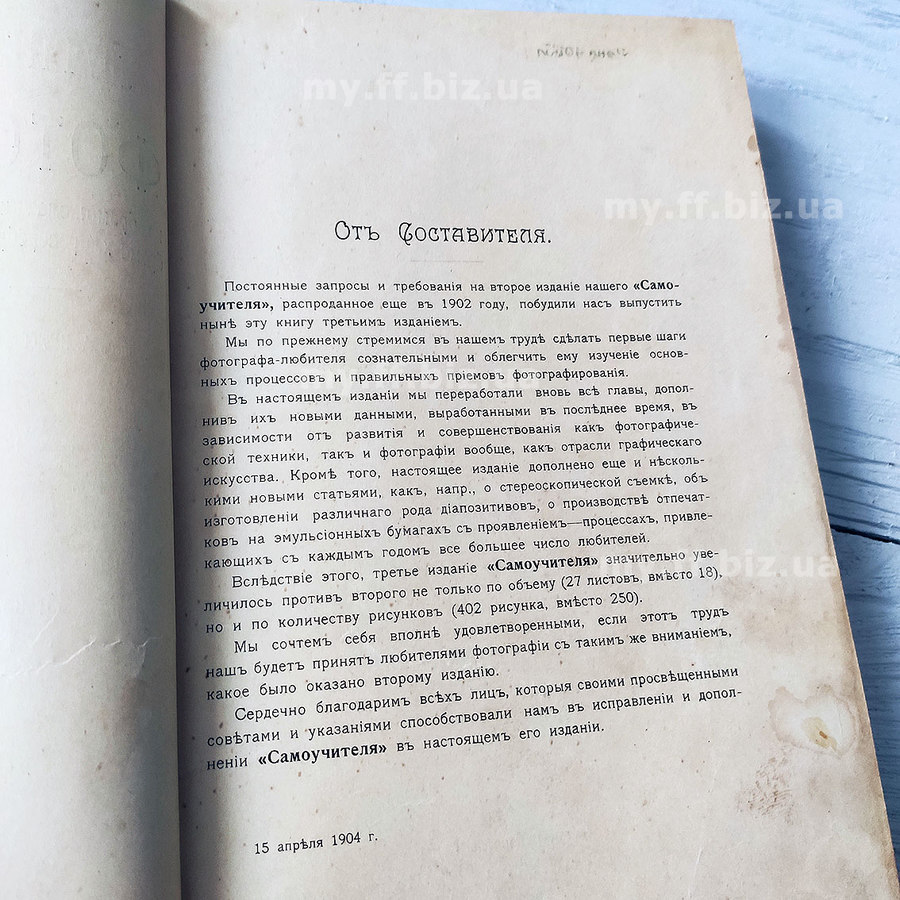 my.ff.biz.ua
my.ff.biz.ua
Отъ Составителя.
Постоянные запросы и требованія на второе изданіе нашего «Само-
учителя», распроданное еще въ 1902 году, побудили насъ выпустить
нынѣ эту книгу третьимъ изданіемъ.
Мы по прежнему стремимся въ нашемъ трудѣ сдѣлать первые шаги
фотографа-любителя сознательными и облегчить ему изученіе основ-
ныхъ процессовъ и правильныхъ пріемовъ фотографированія.
Въ настоящемъ изданіи мы переработали вновь всѣ главы, допол-
нивъ ихъ новыми данными, выработанными въ послѣднее время, въ
зависимости отъ развитія и совершенствованія какъ фотографиче-
ской техники, такъ и фотографіи вообще, какъ отрасли графическаго
искусства. Кромѣ того, настоящее изданіе дополнено еще и нѣсколь-
кими новыми статьями, какъ, напр., о стереоскопической съемкѣ, объ
изготовленіи различнаго рода діапозитивовъ, о производствѣ отпечат-
ковъ на эмульсіонныхъ бумагахъ съ проявленіемъ—процессахъ, привле-
кающихъ съ каждымъ годомъ все большее число любителей.
Вслѣдствіе этого, третье изданіе «Самоучителя» значительно уве-
личилось противъ второго не только по объему (27 листовъ, вмѣсто 18),
но и по количеству рисунковъ (402 рисунка, вмѣсто 250).
my.ff.biz.ua
Мы сочтемъ себя вполнѣ удовлетворенными, если этотъ трудъ
нашъ будетъ принятъ любителями фотографіи съ такимъ же вниманіемъ,
какое было оказано второму изданію.
Сердечно благодаримъ всѣхъ лицъ, которыя своими просвѣщенными
совѣтами и указаніями способствовали намъ въ исправленіи и допол-
неніи «Самоучителя» въ настоящемъ его изданіи.
15 апрѣля 1904 г.